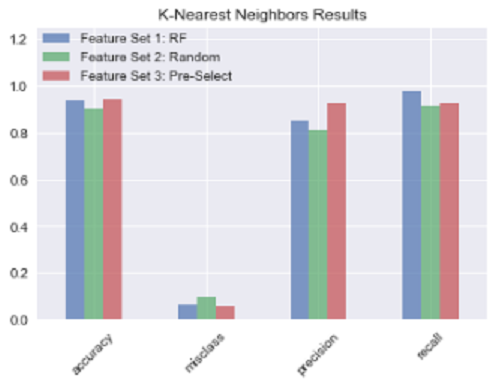 K-Nearest Neighbors Results
Feature Set 1: RF
Feature Set 2: Random
Feature Set 3: Pre-Select
1.2
1.0
0.8
0.6
0.4
0.2
0.0
accuracy
misclass
precision
recall